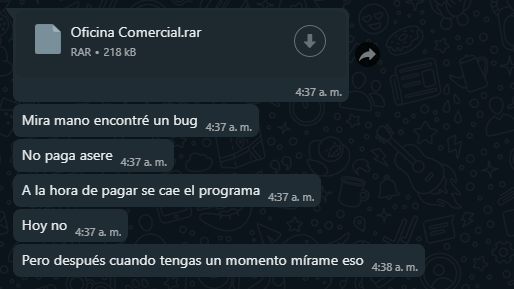 Oficina Comercial.rar
RAR • 218 kB
4:37 a. m.
Mira mano encontré un bug 4:37 a. m.
No paga asere 4:37 a. m.
A la hora de pagar se cae el programa 4:37 a. m.
Hoy no 4:37 a. m.
Pero después cuando tengas un momento mírame eso 4:38 a. m.